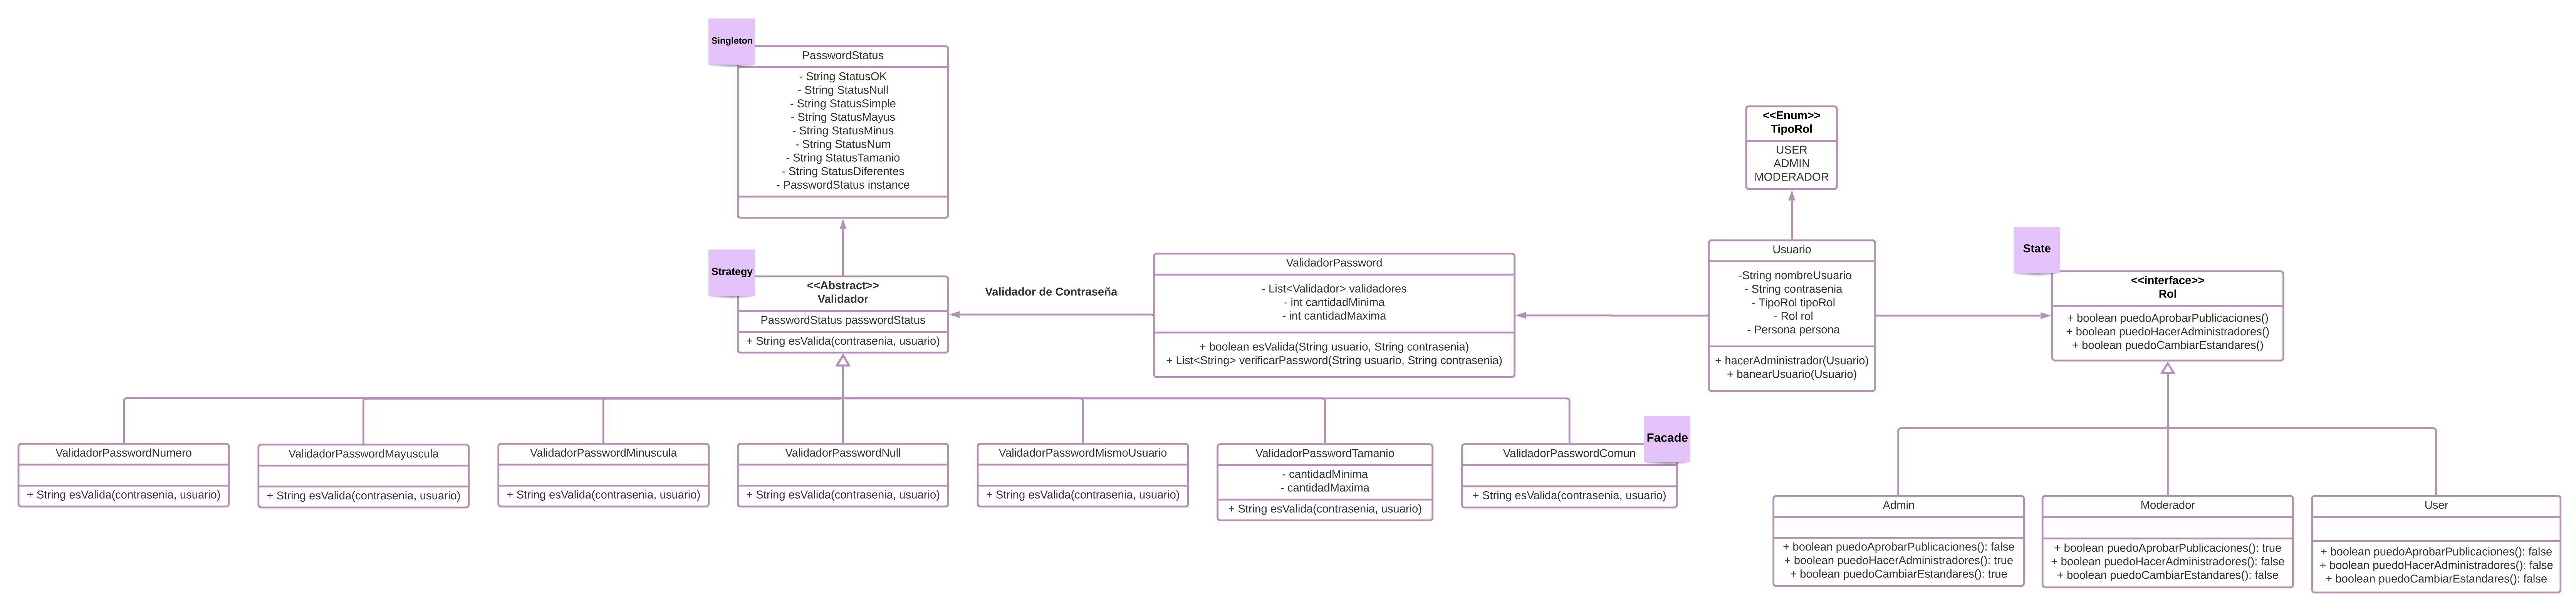 Singleton
PasswordStatus
- String StatusOK
- String StatusNull
- String StatusSimple
- String StatusMayus
- String StatusMinus
- String StatusNum
- String StatusTamanio
- String StatusDiferentes
- PasswordStatus instance
<<Enum>>
TipoRol
USER
ADMIN
MODERADOR
Strategy
<<Abstract>>
Validador
PasswordStatus passwordStatus
+ String esValida(contrasenia, usuario)
Validador de Contraseña
ValidadorPassword
- List<Validador> validadores
- int cantidadMinima
- int cantidadMaxima
+ boolean esValida(String usuario, String contrasenia)
+ List<String> verificarPassword(String usuario, String contrasenia)
Usuario
-String nombreUsuario
- String contrasenia
- TipoRol tipoRol
- Rol rol
- Persona persona
+ hacerAdministrador(Usuario)
+ banearUsuario(Usuario)
State
<<interface>>
Rol
+ boolean puedoAprobarPublicaciones()
+ boolean puedoHacerAdministradores()
+ boolean puedoCambiarEstandares()
ValidadorPasswordNumero
+ String esValida(contrasenia, usuario)
ValidadorPasswordMayuscula
+ String esValida(contrasenia, usuario)
ValidadorPasswordMinuscula
+ String esValida(contrasenia, usuario)
ValidadorPasswordNull
+ String esValida(contrasenia, usuario)
ValidadorPasswordMismoUsuario
+ String esValida(contrasenia, usuario)
ValidadorPasswordTamanio
- cantidadMinima
- cantidadMaxima
+ String esValida(contrasenia, usuario)
Facade
ValidadorPasswordComun
+ String esValida(contrasenia, usuario)
Admin
+ boolean puedoAprobarPublicaciones(): false
+ boolean puedoHacerAdministradores(): true
+ boolean puedoCambiarEstandares(): true
Moderador
+ boolean puedoAprobarPublicaciones(): true
+ boolean puedoHacerAdministradores(): false
+ boolean puedoCambiarEstandares(): false
User
+ boolean puedoAprobarPublicaciones(): false
+ boolean puedoHacerAdministradores(): false
+ boolean puedoCambiarEstandares(): false